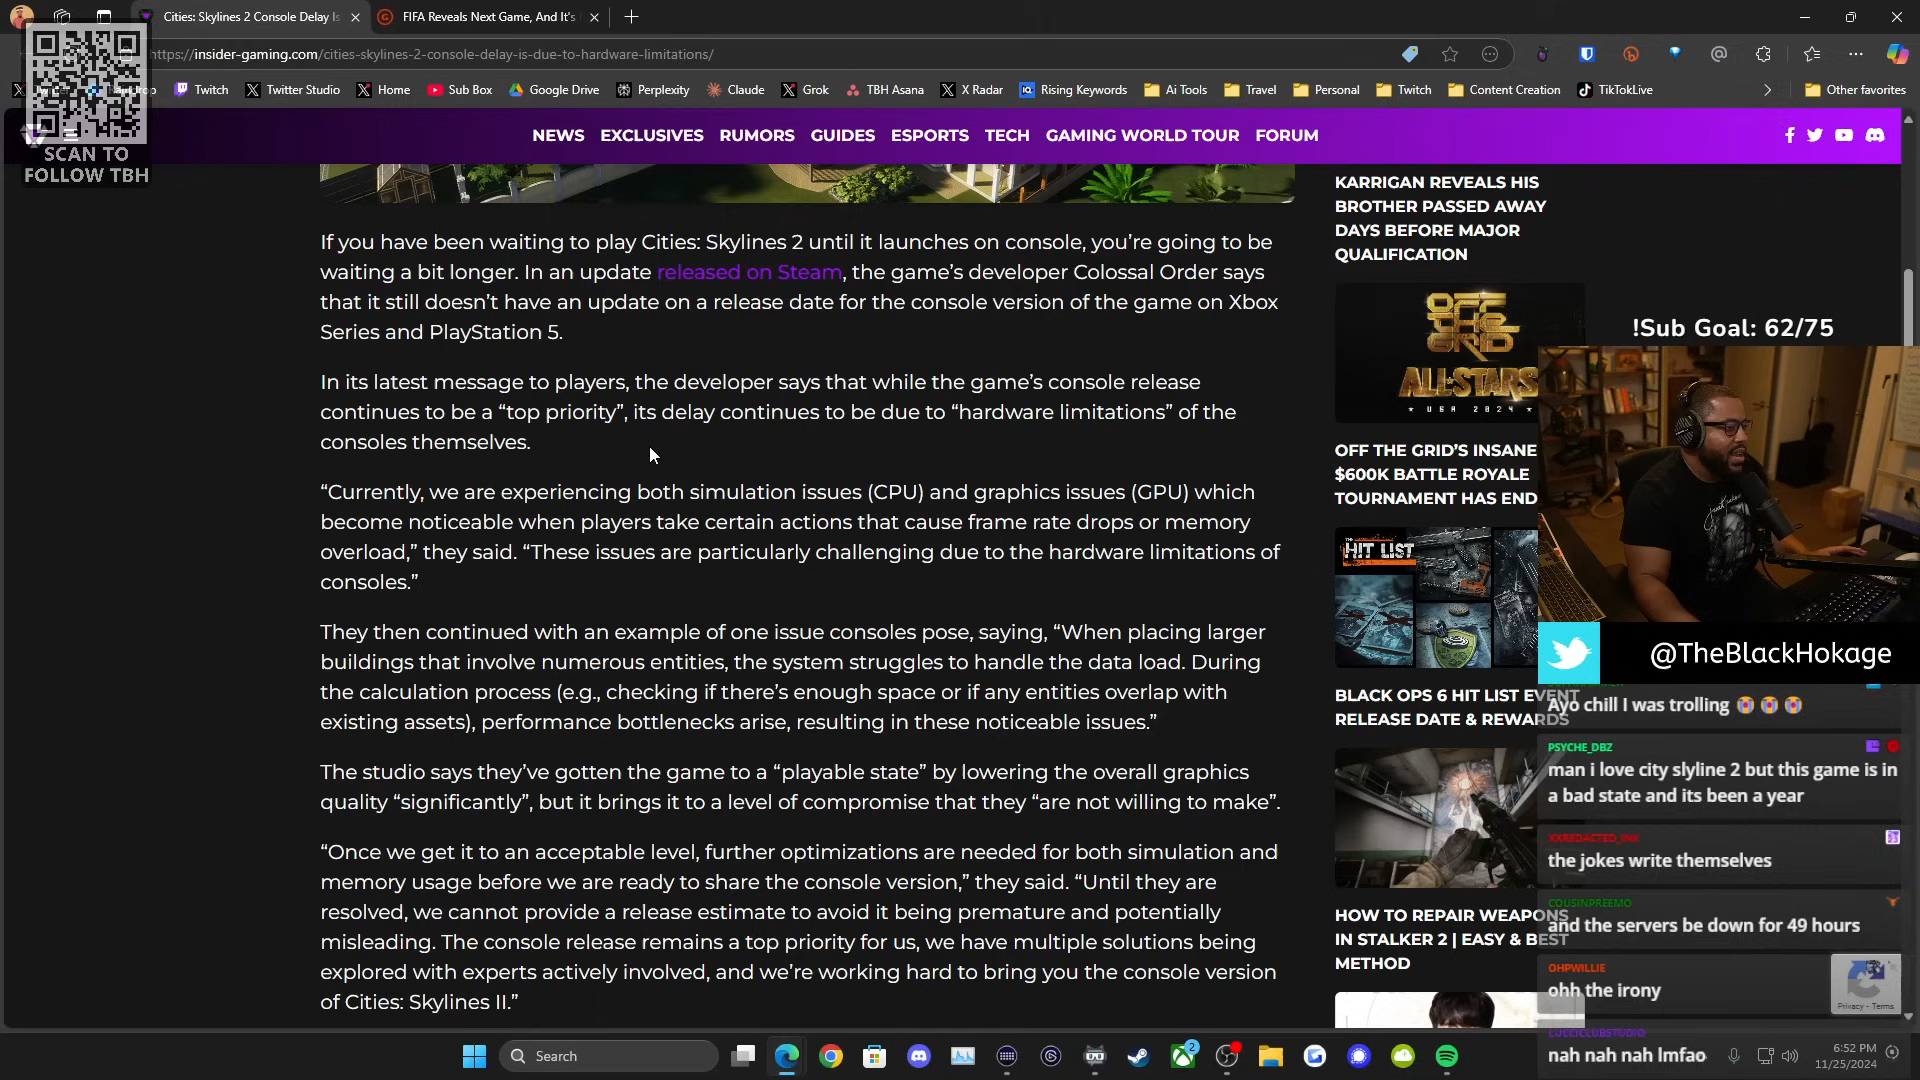 Cities: Skylines 2 Console Delay Is
FIFA Reveals Next Game, And It's
https://insider-gaming.com/cities-skylines-2-console-delay-is-due-to-hardware-limitations/
Twitch
Twitter Studio
Home
Sub Box
Google Drive
Perplexity
Claude
Grok
TBH Asana
X Radar
Rising Keywords
Ai Tools
Travel
Personal
Twitch
Content Creation
TikTokLive
Other favorites
SCAN TO
FOLLOW TBH
NEWS EXCLUSIVES RUMORS GUIDES ESPORTS TECH GAMING WORLD TOUR FORUM
If you have been waiting to play Cities: Skylines 2 until it launches on console, you’re going to be
waiting a bit longer. In an update released on Steam, the game’s developer Colossal Order says
that it still doesn’t have an update on a release date for the console version of the game on Xbox
Series and PlayStation 5.
In its latest message to players, the developer says that while the game’s console release
continues to be a “top priority”, its delay continues to be due to “hardware limitations” of the
consoles themselves.
“Currently, we are experiencing both simulation issues (CPU) and graphics issues (GPU) which
become noticeable when players take certain actions that cause frame rate drops or memory
overload,” they said. “These issues are particularly challenging due to the hardware limitations of
consoles.”
They then continued with an example of one issue consoles pose, saying, “When placing larger
buildings that involve numerous entities, the system struggles to handle the data load. During
the calculation process (e.g., checking if there’s enough space or if any entities overlap with
existing assets), performance bottlenecks arise, resulting in these noticeable issues.”
The studio says they’ve gotten the game to a “playable state” by lowering the overall graphics
quality “significantly”, but it brings it to a level of compromise that they “are not willing to make”.
“Once we get it to an acceptable level, further optimizations are needed for both simulation and
memory usage before we are ready to share the console version,” they said. “Until they are
resolved, we cannot provide a release estimate to avoid it being premature and potentially
misleading. The console release remains a top priority for us, we have multiple solutions being
explored with experts actively involved, and we’re working hard to bring you the console version
of Cities: Skylines II.”
KARRIGAN REVEALS HIS
BROTHER PASSED AWAY
DAYS BEFORE MAJOR
QUALIFICATION
OFF
THE
GRID
ALL★STARS
USA 2024
OFF THE GRID’S INSANE
$600K BATTLE ROYALE
TOURNAMENT HAS END
THE
HIT LIST
BLACK OPS 6 HIT LIST EVENT
RELEASE DATE & REWARDS
HOW TO REPAIR WEAPONS
IN STALKER 2 | EASY & BEST
METHOD
!Sub Goal: 62/75
@TheBlackHokage
Ayo chill I was trolling
PSYCHE_DBZ
man i love city slyline 2 but this game is in
a bad state and its been a year
XXREDACTED_INK
the jokes write themselves
COUSINPREEMO
and the servers be down for 49 hours
OHPWILLIE
ohh the irony
Privacy - Terms
LUCCICLUBSTUDIO
nah nah nah lmfao
Search
2
6:52 PM
11/25/2024